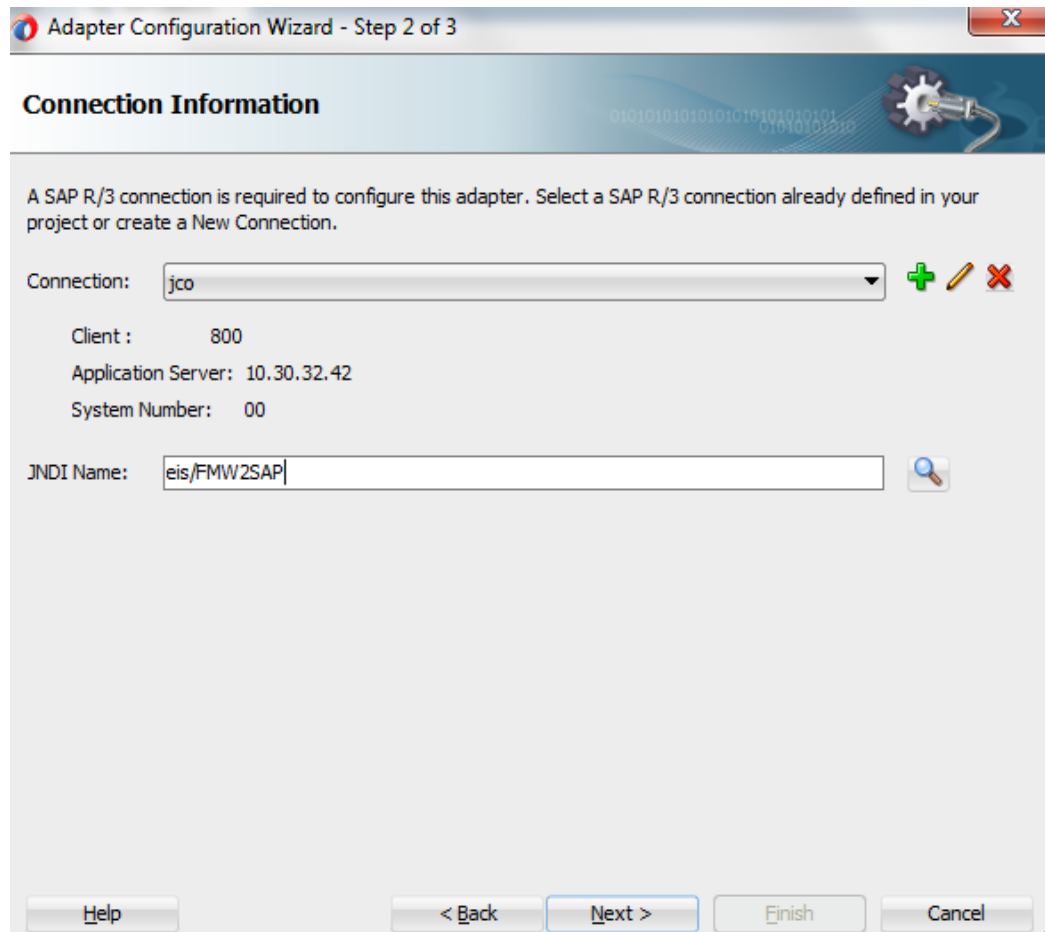 Adapter Configuration Wizard - Step 2 of 3
Connection Information
A SAP R/3 connection is required to configure this adapter. Select a SAP R/3 connection already defined in your
project or create a New Connection.
Connection: jco
Client : 800
Application Server: 10.30.32.42
System Number: 00
JNDI Name: eis/FMW2SAP
Help < Back Next > Finish Cancel